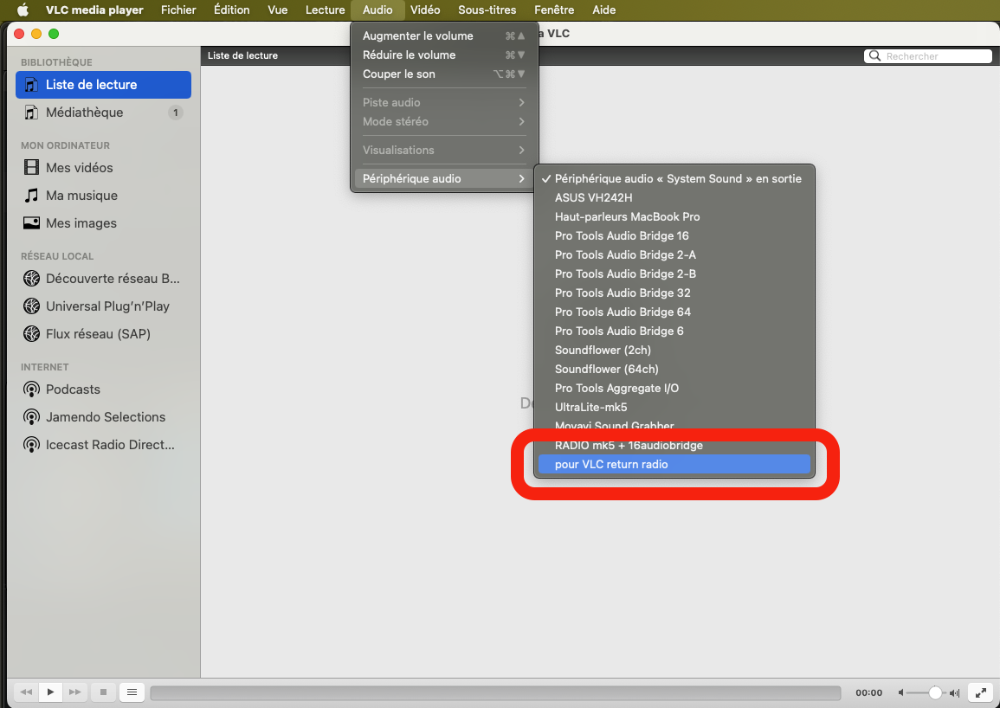 VLC media player Fichier Édition Vue Lecture Audio Vidéo Sous-titres Fenêtre Aide
VLC
BIBLIOTHÈQUE
Liste de lecture
Médiathèque 1
MON ORDINATEUR
Mes vidéos
Ma musique
Mes images
RÉSEAU LOCAL
Découverte réseau B...
Universal Plug’n’Play
Flux réseau (SAP)
INTERNET
Podcasts
Jamendo Selections
Icecast Radio Direct...
Liste de lecture
Rechercher
Augmenter le volume ⌘▲
Réduire le volume ⌘▼
Couper le son ⌥⌘▼
Piste audio
Mode stéréo
Visualisations
Périphérique audio
✓ Périphérique audio « System Sound » en sortie
ASUS VH242H
Haut-parleurs MacBook Pro
Pro Tools Audio Bridge 16
Pro Tools Audio Bridge 2-A
Pro Tools Audio Bridge 2-B
Pro Tools Audio Bridge 32
Pro Tools Audio Bridge 64
Pro Tools Audio Bridge 6
Soundflower (2ch)
Soundflower (64ch)
Pro Tools Aggregate I/O
UltraLite-mk5
Movavi Sound Grabber
RADIO mk5 + 16audiobridge
pour VLC return radio
00:00